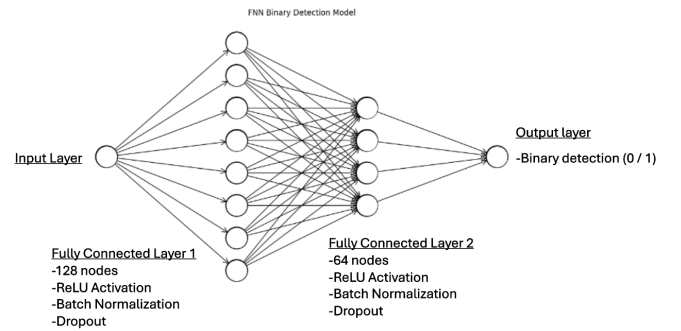 FNN Binary Detection Model
Input Layer
Output layer
-Binary detection (0 / 1)
Fully Connected Layer 1
-128 nodes
-ReLU Activation
-Batch Normalization
-Dropout
Fully Connected Layer 2
-64 nodes
-ReLU Activation
-Batch Normalization
-Dropout